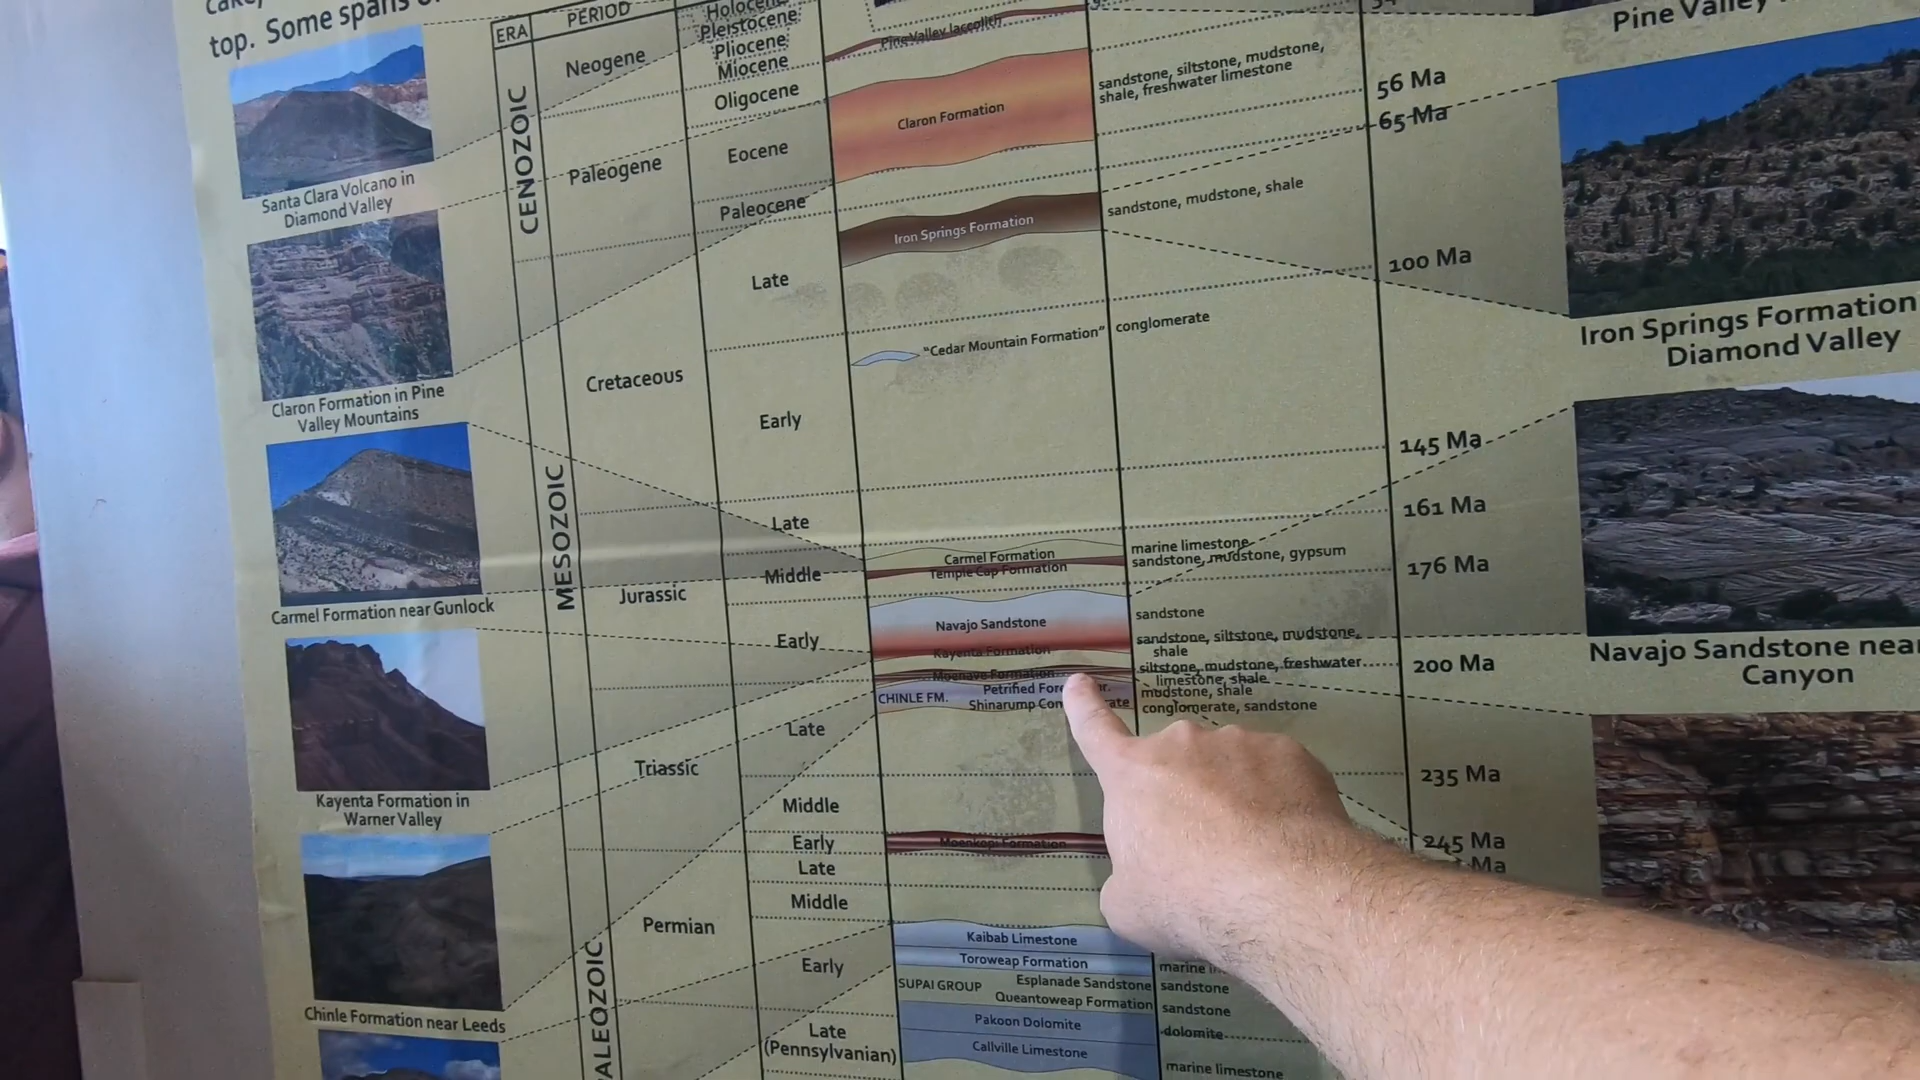 top. Some spans
ERA
PERIOD
Holocene
Pleistocene
Pliocene
Miocene
Oligocene
Eocene
Paleocene
Neogene
Paleogene
CENOZOIC
Pine Valley laccolith
Claron Formation
sandstone, siltstone, mudstone,
shale, freshwater limestone
56 Ma
65 Ma
Pine Valley
Santa Clara Volcano in
Diamond Valley
Iron Springs Formation
sandstone, mudstone, shale
Late
100 Ma
Iron Springs Formation
Diamond Valley
"Cedar Mountain Formation"
conglomerate
Cretaceous
Early
145 Ma
Claron Formation in Pine
Valley Mountains
MESOZOIC
Late
161 Ma
Carmel Formation
marine limestone
Temple Cap Formation
sandstone, mudstone, gypsum
Middle
176 Ma
Jurassic
Carmel Formation near Gunlock
Navajo Sandstone
sandstone
Early
Kayenta Formation
sandstone, siltstone, mudstone,
shale
Moenave Formation
siltstone, mudstone, freshwater
limestone, shale
200 Ma
Navajo Sandstone near
Canyon
CHINLE FM.
Petrified
mudstone, shale
Shinarump
conglomerate, sandstone
Late
Triassic
235 Ma
Middle
Kayenta Formation in
Warner Valley
Early
Moenkopi Formation
245 Ma
Ma
Late
Middle
Permian
Early
Kaibab Limestone
Toroweap Formation
marine
SUPAI GROUP
Esplanade Sandstone
sandstone
Queantoweap Formation
sandstone
Pakoon Dolomite
dolomite
Callville Limestone
marine limestone
Late
(Pennsylvanian)
PALEOZOIC
Chinle Formation near Leeds